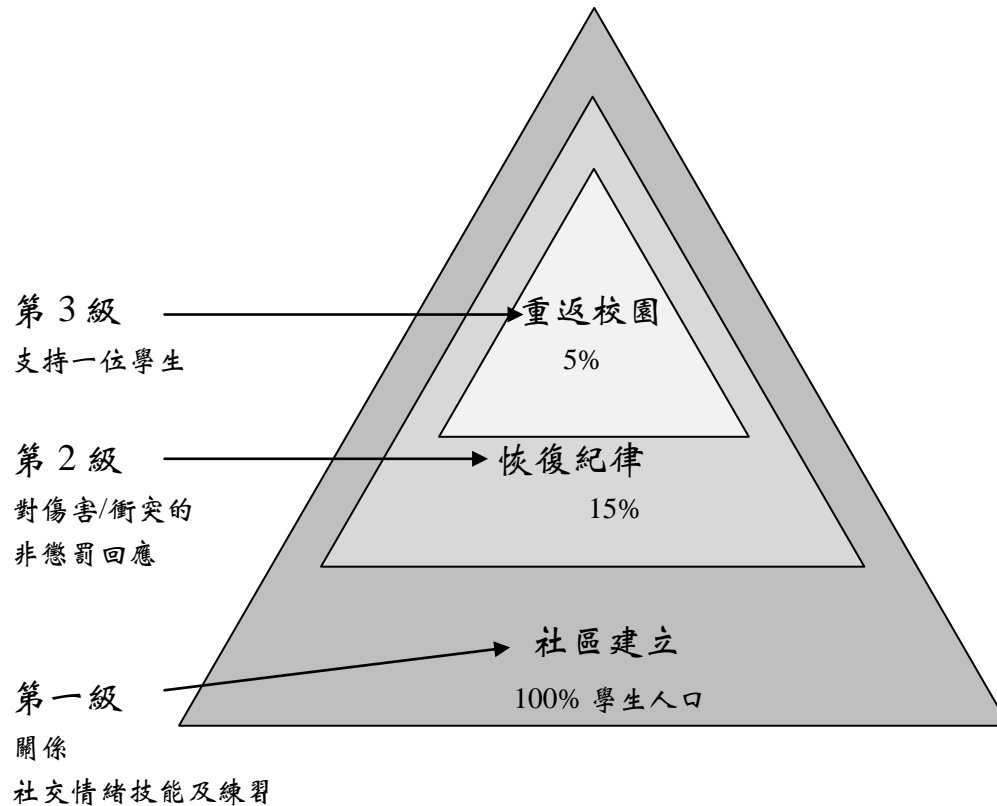 第 3 級
支持一位學生
重返校園
5%
第 2 級
對傷害/衝突的
非懲罰回應
恢復紀律
15%
第一級
關係
社交情緒技能及練習
社區建立
100% 學生人口